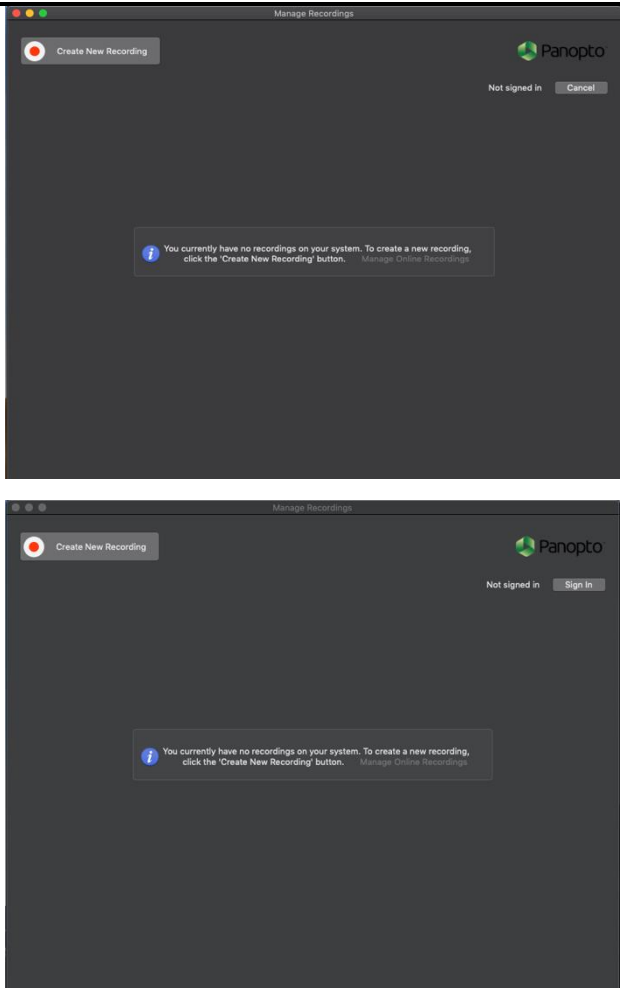 Manage Recordings
Create New Recording
Panopto
Not signed in Cancel
You currently have no recordings on your system. To create a new recording,
click the 'Create New Recording' button. Manage Online Recordings
Manage Recordings
Create New Recording
Panopto
Not signed in Sign In
You currently have no recordings on your system. To create a new recording,
click the 'Create New Recording' button. Manage Online Recordings